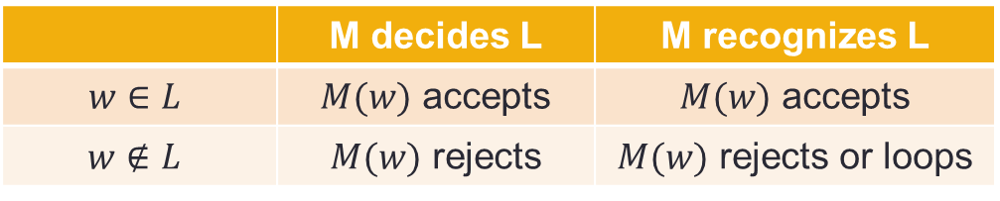 M decides L M recognizes L
w ∈ L M(w) accepts M(w) accepts
w ∉ L M(w) rejects M(w) rejects or loops